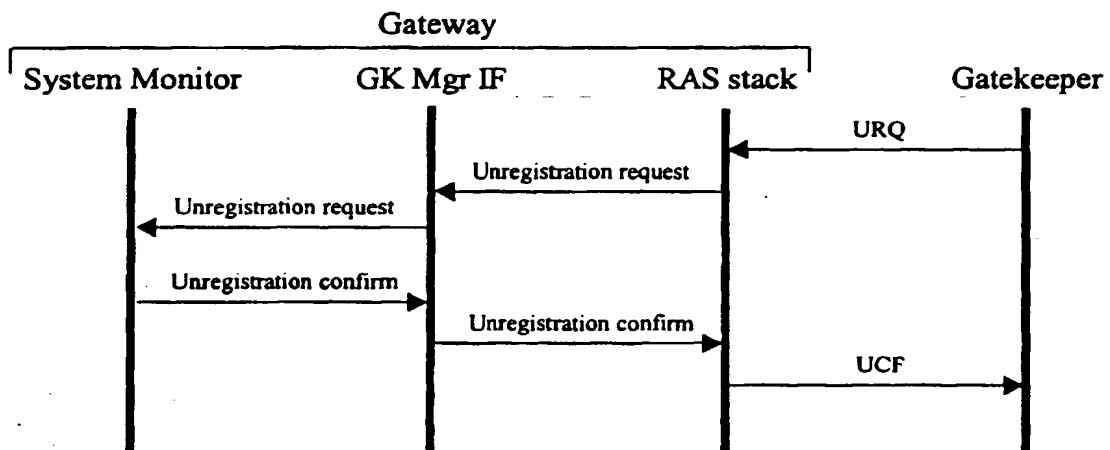 Gateway
System Monitor GK Mgr IF RAS stack Gatekeeper
URQ
Unregistration request
Unregistration request
Unregistration confirm
Unregistration confirm
UCF